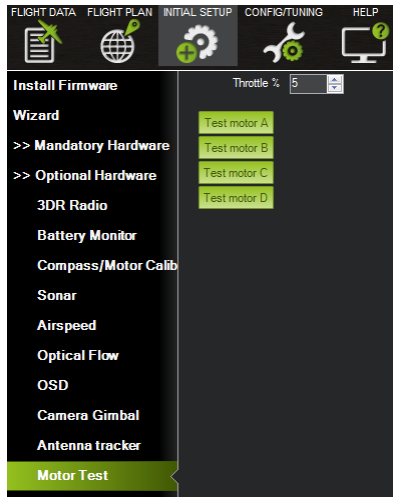 FLIGHT DATA FLIGHT PLAN INITIAL SETUP CONFIG/TUNING HELP
Install Firmware
Wizard
>> Mandatory Hardware
>> Optional Hardware
3DR Radio
Battery Monitor
Compass/Motor Calib
Sonar
Airspeed
Optical Flow
OSD
Camera Gimbal
Antenna tracker
Motor Test
Throttle % 5
Test motor A
Test motor B
Test motor C
Test motor D